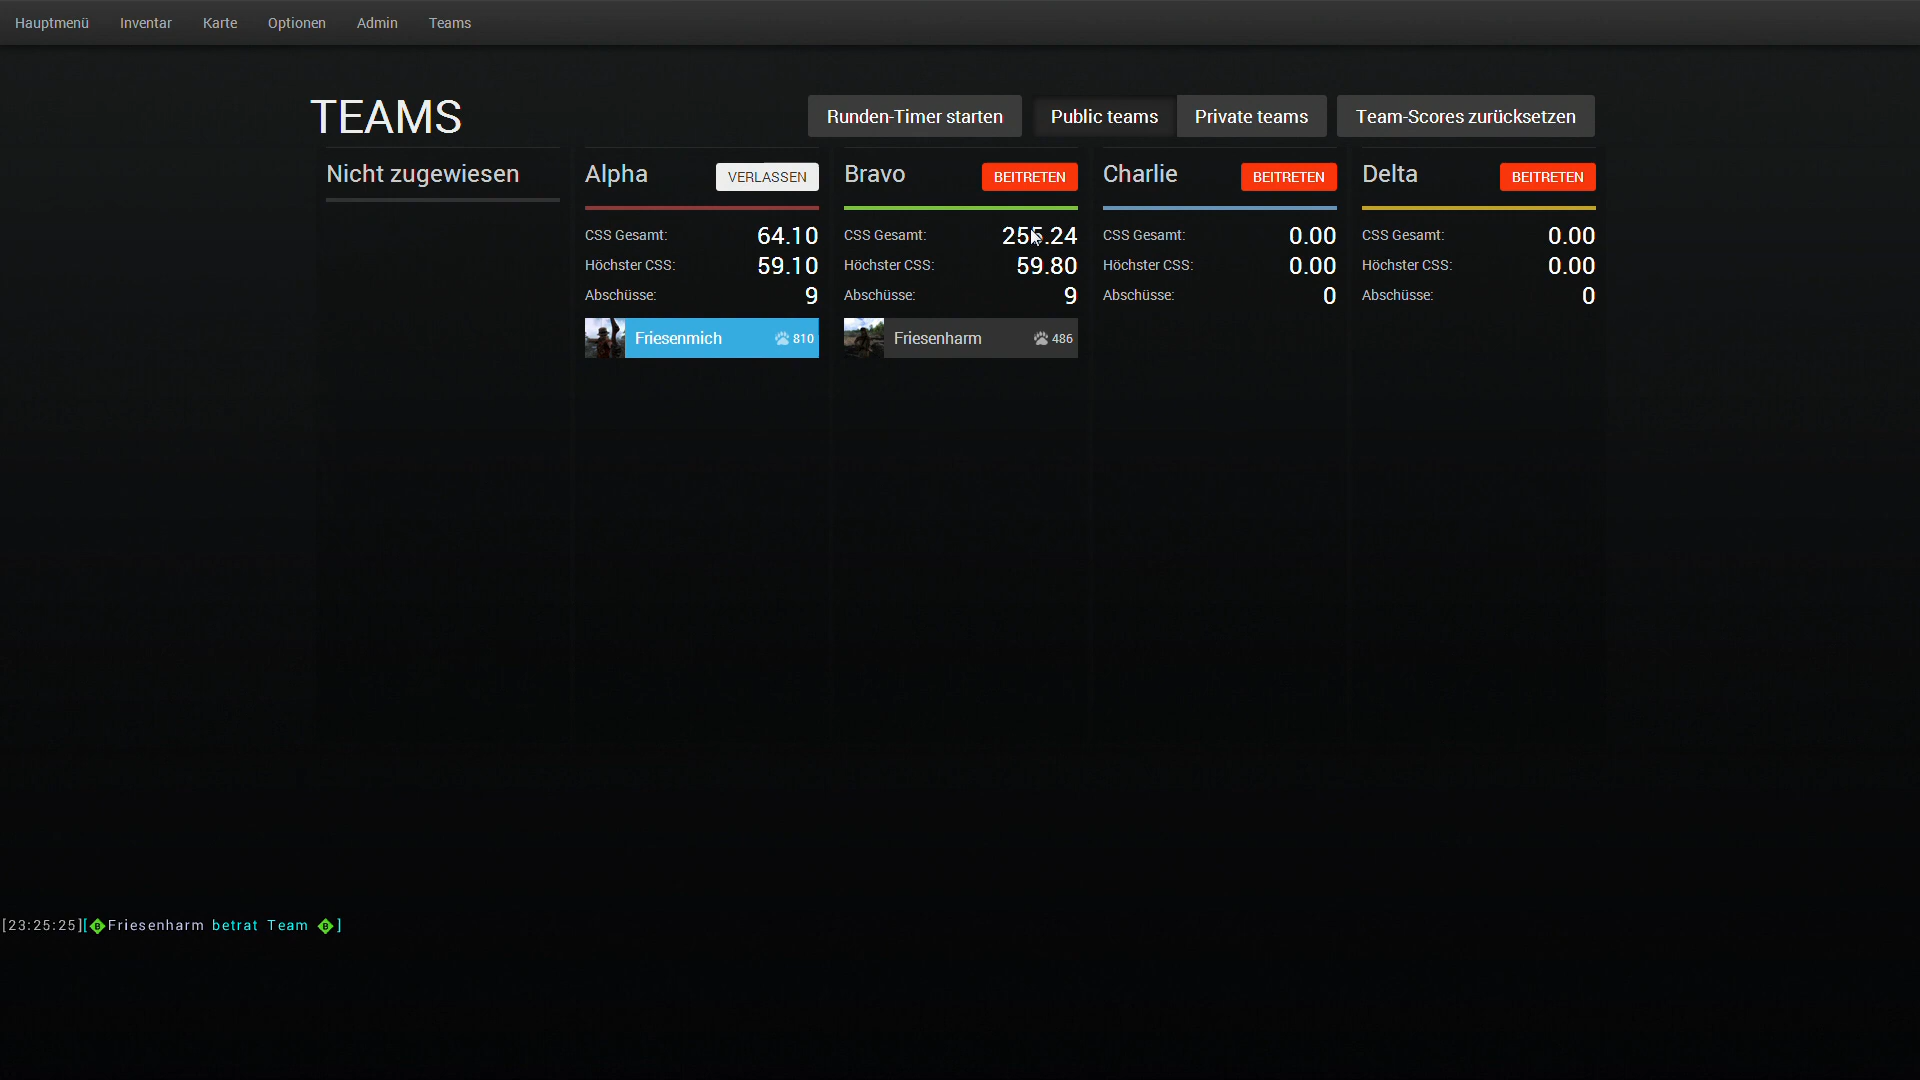 Hauptmenü Inventar Karte Optionen Admin Teams
TEAMS Runden-Timer starten Public teams Private teams Team-Scores zurücksetzen
Nicht zugewiesen
Alpha VERLASSEN
CSS Gesamt: 64.10
Höchster CSS: 59.10
Abschüsse: 9
Friesenmich 810
Bravo BEITRETEN
CSS Gesamt: 255.24
Höchster CSS: 59.80
Abschüsse: 9
Friesenharm 486
Charlie BEITRETEN
CSS Gesamt: 0.00
Höchster CSS: 0.00
Abschüsse: 0
Delta BEITRETEN
CSS Gesamt: 0.00
Höchster CSS: 0.00
Abschüsse: 0
[23:25:25][B Friesenharm betrat Team B]